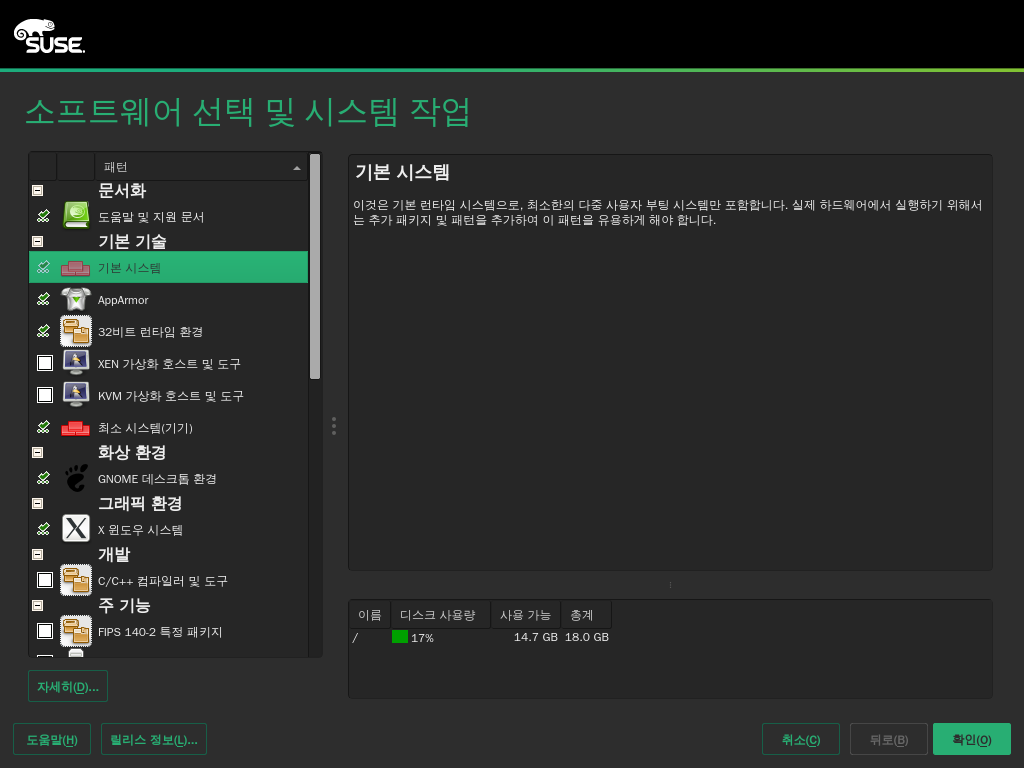 SUSE.
소프트웨어 선택 및 시스템 작업
패턴
문서화
도움말 및 지원 문서
기본 기술
기본 시스템
AppArmor
32비트 런타임 환경
XEN 가상화 호스트 및 도구
KVM 가상화 호스트 및 도구
최소 시스템(기기)
화상 환경
GNOME 데스크톱 환경
그래픽 환경
X 윈도우 시스템
개발
C/C++ 컴파일러 및 도구
주 기능
FIPS 140-2 특정 패키지
자세히(D)...
기본 시스템
이것은 기본 런타임 시스템으로, 최소한의 다중 사용자 부팅 시스템만 포함합니다. 실제 하드웨어에서 실행하기 위해서
는 추가 패키지 및 패턴을 추가하여 이 패턴을 유용하게 해야 합니다.
이름 디스크 사용량 사용 가능 총계
/ 17% 14.7 GB 18.0 GB
도움말(H) 릴리스 정보(L)... 취소(C) 뒤로(B) 확인(O)